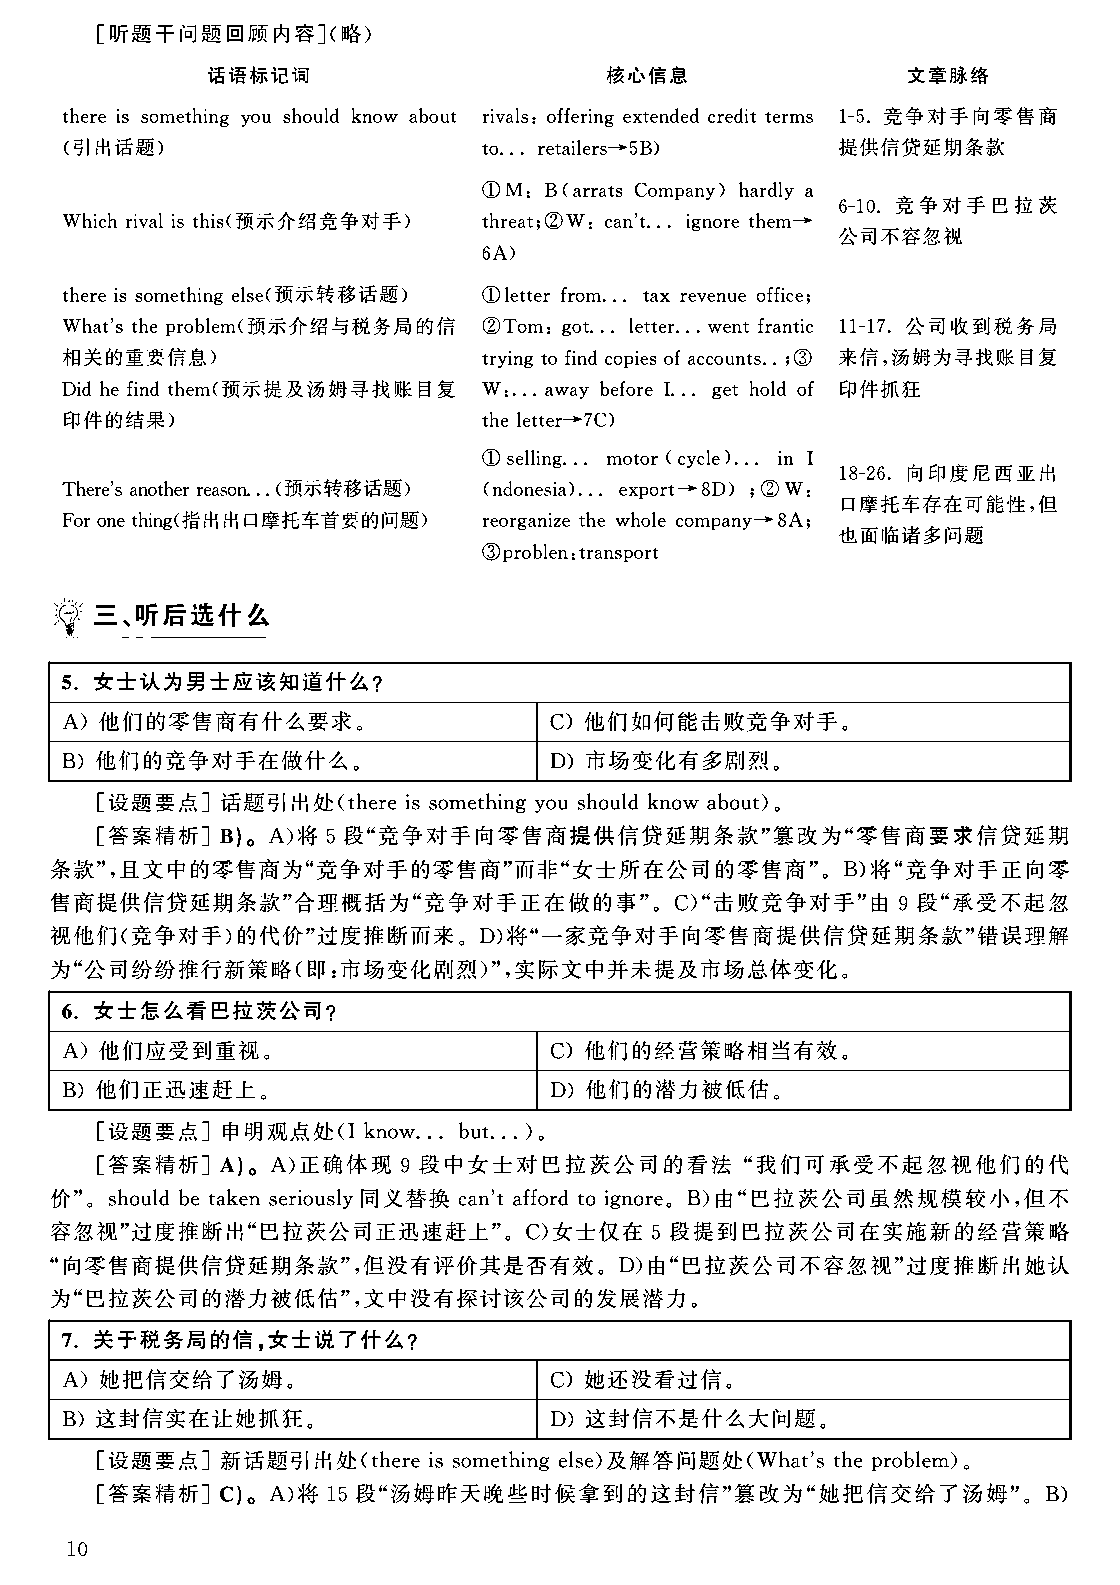 [听题干问题回顾内容](略)
话语标记词 核心信息 文章脉络
there is something you should know about rivals: offering extended credit terms 1-5. 竞争对手向零售商
(引出话题) to... retailers→5B) 提供信贷延期条款
①M: B(arrats Company) hardly a
Which rival is this(预示介绍竞争对手) threat;②W: can't... ignore them→ 6-10. 竞争对手巴拉茨
6A) 公司不容忽视
there is something else(预示转移话题) ①letter from... tax revenue office;
What's the problem(预示介绍与税务局的信 ②Tom: got... letter...went frantic 11-17. 公司收到税务局
相关的重要信息) trying to find copies of accounts..;③ 来信,汤姆为寻找账目复
Did he find them(预示提及汤姆寻找账目复 W:...away before I... get hold of 印件抓狂
印件的结果) the letter→7C)
① selling... motor(cycle)... in I
There's another reason...(预示转移话题) (ndonesia)... export→8D) ;②W: 18-26. 向印度尼西亚出
For one thing(指出出口摩托车首要的问题) reorganize the whole company→8A; 口摩托车存在可能性,但
③problen:transport 也面临诸多问题
三、听后选什么
5. 女士认为男士应该知道什么?
A) 他们的零售商有什么要求。 C) 他们如何能击败竞争对手。
B) 他们的竞争对手在做什么。 D) 市场变化有多剧烈。
[设题要点] 话题引出处(there is something you should know about)。
[答案精析] B)。A)将 5 段“竞争对手向零售商提供信贷延期条款”篡改为“零售商要求信贷延期
条款”,且文中的零售商为“竞争对手的零售商”而非“女士所在公司的零售商”。B)将“竞争对手正向零
售商提供信贷延期条款”合理概括为“竞争对手正在做的事”。C)“击败竞争对手”由 9 段“承受不起忽
视他们(竞争对手)的代价”过度推断而来。D)将“一家竞争对手向零售商提供信贷延期条款”错误理解
为“公司纷纷推行新策略(即:市场变化剧烈)”,实际文中并未提及市场总体变化。
6. 女士怎么看巴拉茨公司?
A) 他们应受到重视。 C) 他们的经营策略相当有效。
B) 他们正迅速赶上。 D) 他们的潜力被低估。
[设题要点] 申明观点处(I know... but...)。
[答案精析] A)。A)正确体现 9 段中女士对巴拉茨公司的看法 “我们可承受不起忽视他们的代
价”。should be taken seriously同义替换 can't afford to ignore。B)由“巴拉茨公司虽然规模较小,但不
容忽视”过度推断出“巴拉茨公司正迅速赶上”。C)女士仅在 5 段提到巴拉茨公司在实施新的经营策略
“向零售商提供信贷延期条款”,但没有评价其是否有效。D)由“巴拉茨公司不容忽视”过度推断出她认
为“巴拉茨公司的潜力被低估”,文中没有探讨该公司的发展潜力。
7. 关于税务局的信,女士说了什么?
A) 她把信交给了汤姆。 C) 她还没看过信。
B) 这封信实在让她抓狂。 D) 这封信不是什么大问题。
[设题要点] 新话题引出处(there is something else)及解答问题处(What's the problem)。
[答案精析] C)。A)将 15 段“汤姆昨天晚些时候拿到的这封信”篡改为“她把信交给了汤姆”。B)
10